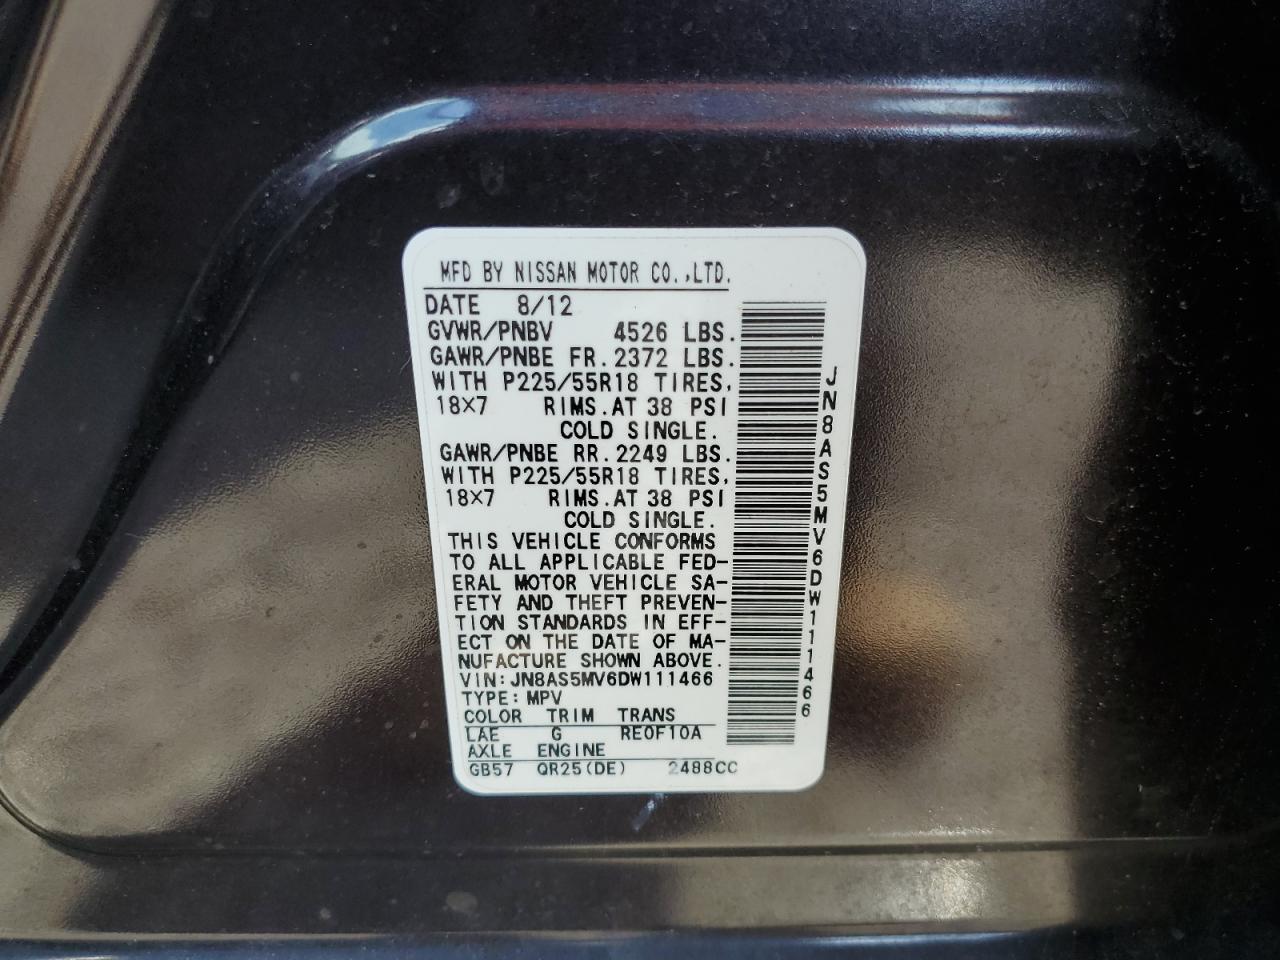 MFD BY NISSAN MOTOR CO.,LTD.
DATE 8/12
GVWR/PNBV 4526 LBS.
GAWR/PNBE FR. 2372 LBS.
WITH P225/55R18 TIRES,
18×7 RIMS. AT 38 PSI
COLD SINGLE.
GAWR/PNBE RR. 2249 LBS.
WITH P225/55R18 TIRES,
18×7 RIMS. AT 38 PSI
COLD SINGLE.
THIS VEHICLE CONFORMS
TO ALL APPLICABLE FED-
ERAL MOTOR VEHICLE SA-
FETY AND THEFT PREVEN-
TION STANDARDS IN EFF-
ECT ON THE DATE OF MA-
NUFACTURE SHOWN ABOVE.
VIN: JN8AS5MV6DW111466
TYPE: MPV
COLOR TRIM TRANS
LAE G RE0F10A
AXLE ENGINE
GB57 QR25(DE) 2488CC
JN8AS5MV6DW111466